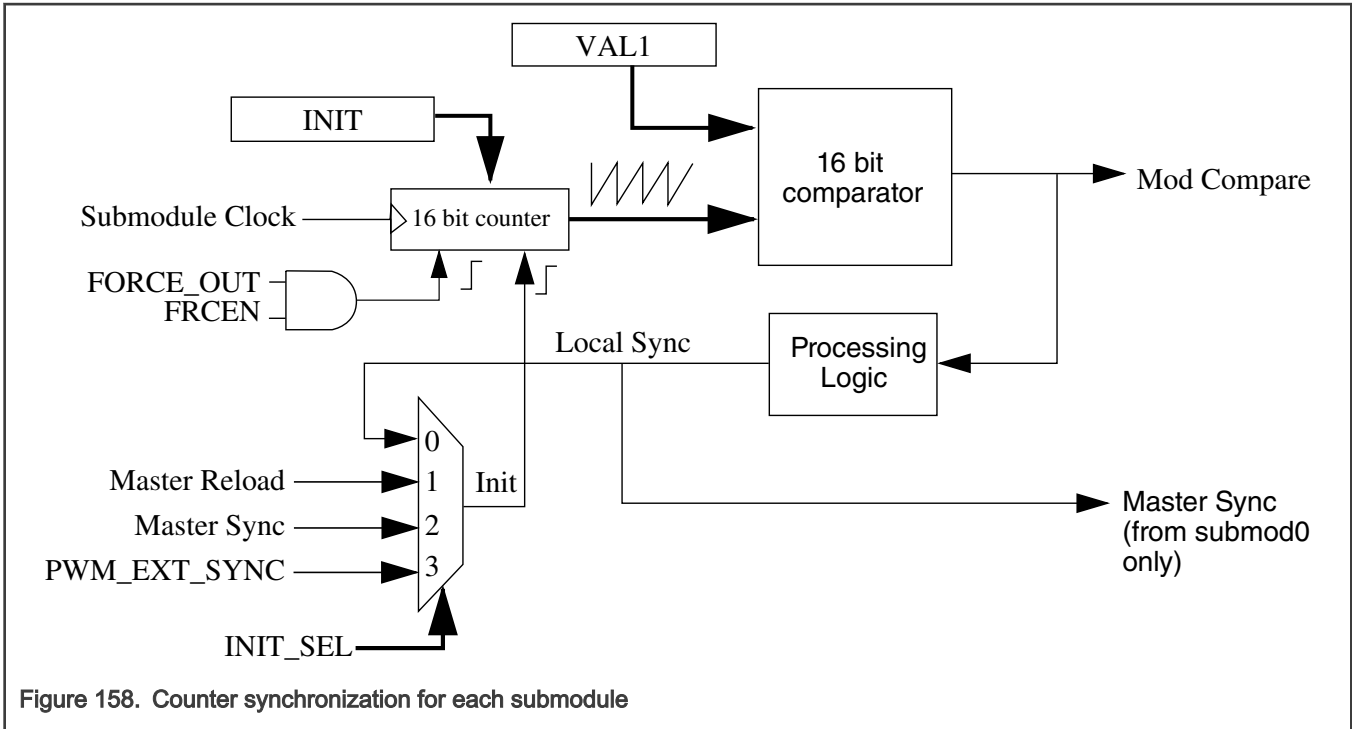 VAL1
INIT
16 bit
comparator
Mod Compare
Submodule Clock
16 bit counter
FORCE_OUT
FRCEN
Local Sync
Processing
Logic
0
Master Reload
1
Init
Master Sync
2
PWM_EXT_SYNC
3
Master Sync
(from submod0
only)
INIT_SEL
Figure 158. Counter synchronization for each submodule